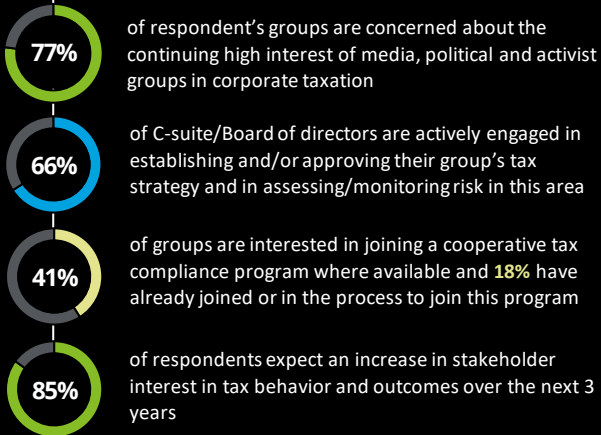 77%
of respondent’s groups are concerned about the
continuing high interest of media, political and activist
groups in corporate taxation
66%
of C-suite/Board of directors are actively engaged in
establishing and/or approving their group’s tax
strategy and in assessing/monitoring risk in this area
41%
of groups are interested in joining a cooperative tax
compliance program where available and 18% have
already joined or in the process to join this program
85%
of respondents expect an increase in stakeholder
interest in tax behavior and outcomes over the next 3
years